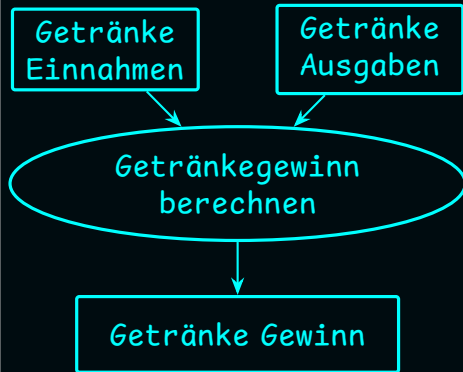 Getränke
Einnahmen
Getränke
Ausgaben
Getränkegewinn
berechnen
Getränke Gewinn